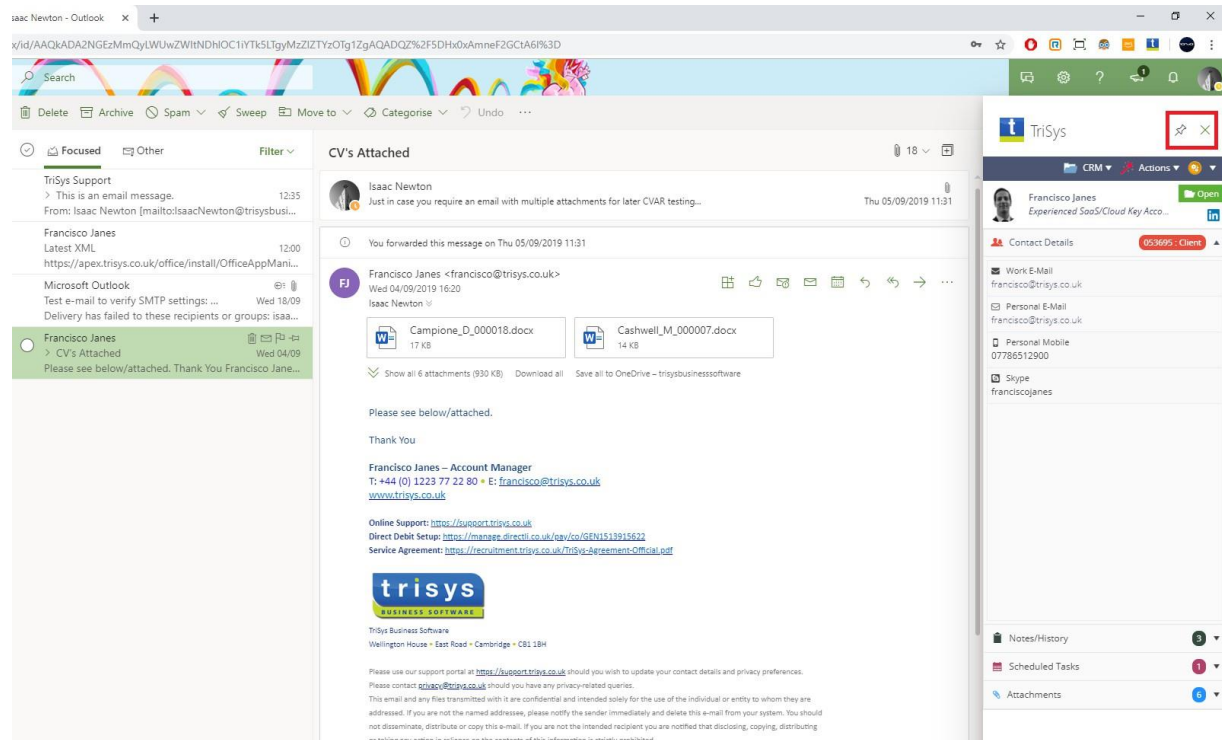 saac Newton - Outlook
x/id/AAQkADA2NGEzMmQyLWUwZWItNDhlOC1iYTk5LTgyMzZlZTYzOTg1ZgAQADQZ%2F5DHx0xAmneF2GCtA6I%3D
Search
Delete Archive Spam Sweep Move to Categorise Undo ...
Focused Other Filter
TriSys Support
> This is an email message. 12:35
From: Isaac Newton [mailto:IsaacNewton@trisysbusi...
Francisco Janes
Latest XML 12:00
https://apex.trisys.co.uk/office/install/OfficeAppMani...
Microsoft Outlook
Test e-mail to verify SMTP settings: ... Wed 18/09
Delivery has failed to these recipients or groups: isaa...
Francisco Janes
> CV's Attached Wed 04/09
Please see below/attached. Thank You Francisco Jane...
CV's Attached 18
Isaac Newton
Just in case you require an email with multiple attachments for later CVAR testing... Thu 05/09/2019 11:31
You forwarded this message on Thu 05/09/2019 11:31
FJ
Francisco Janes <francisco@trisys.co.uk>
Wed 04/09/2019 16:20
Isaac Newton
Campione_D_000018.docx
17 KB
Cashwell_M_000007.docx
14 KB
Show all 6 attachments (930 KB) Download all Save all to OneDrive – trisysbusinesssoftware
Please see below/attached.
Thank You
Francisco Janes – Account Manager
T: +44 (0) 1223 77 22 80 • E: francisco@trisys.co.uk
www.trisys.co.uk
Online Support: https://support.trisys.co.uk
Direct Debit Setup: https://manage.directli.co.uk/pay/co/GEN1513915622
Service Agreement: https://recruitment.trisys.co.uk/TriSys-Agreement-Official.pdf
trisys
BUSINESS SOFTWARE
TriSys Business Software
Wellington House • East Road • Cambridge • CB1 1BH
Please use our support portal at https://support.trisys.co.uk should you wish to update your contact details and privacy preferences.
Please contact privacy@trisys.co.uk should you have any privacy-related queries.
This email and any files transmitted with it are confidential and intended solely for the use of the individual or entity to whom they are
addressed. If you are not the named addressee, please notify the sender immediately and delete this e-mail from your system. You should
not disseminate, distribute or copy this e-mail. If you are not the intended recipient you are notified that disclosing, copying, distributing
or taking any action in reliance on the contents of this information is strictly prohibited.
t TriSys
CRM Actions
Francisco Janes Open
Experienced SaaS/Cloud Key Acco...
Contact Details 053695 : Client
Work E-Mail
francisco@trisys.co.uk
Personal E-Mail
francisco@trisys.co.uk
Personal Mobile
07786512900
Skype
franciscojanes
Notes/History 3
Scheduled Tasks 1
Attachments 6